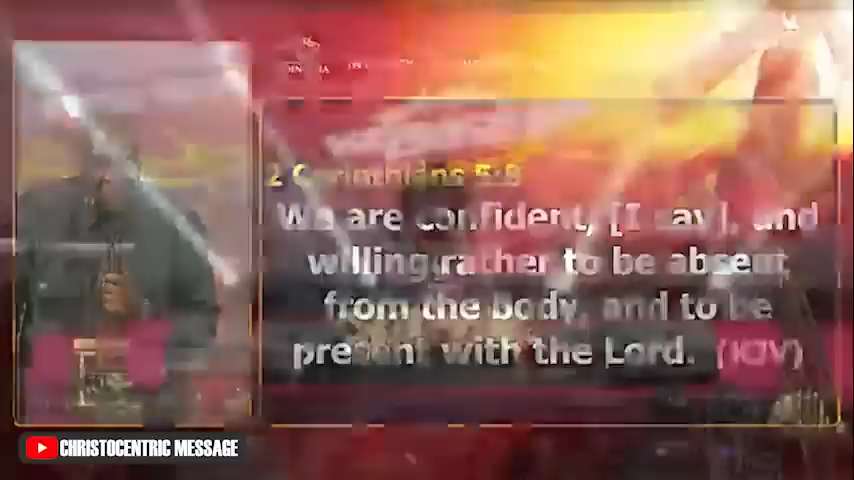 2 Corinthians 5:8
We are confident, [I say], and
willing rather to be absent
from the body, and to be
present with the Lord. (KJV)
CHRISTOCENTRIC MESSAGE